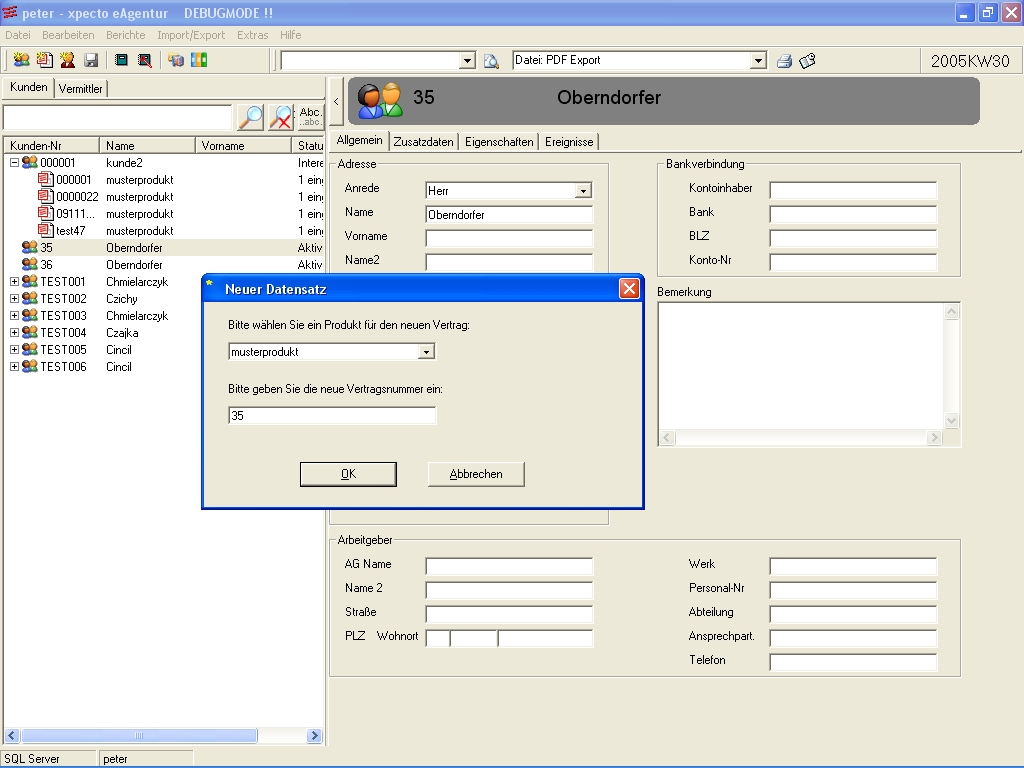 peter - xpecto eAgentur DEBUGMODE !!
Datei Bearbeiten Berichte Import/Export Extras Hilfe
Datei: PDF Export
2005KW30
Kunden Vermittler
Abc.
..abc.
Kunden-Nr Name Vorname Statu
000001 kunde2 Intere
000001 musterprodukt 1 eing
0000022 musterprodukt 1 eing
09111... musterprodukt 1 eing
test47 musterprodukt 1 eing
35 Oberndorfer Aktiv
36 Oberndorfer Aktiv
TEST001 Chmielarczyk
TEST002 Czichy
TEST003 Chmielarczyk
TEST004 Czajka
TEST005 Cincil
TEST006 Cincil
<
35 Oberndorfer
Allgemein Zusatzdaten Eigenschaften Ereignisse
Adresse
Anrede Herr
Name Oberndorfer
Vorname
Name2
Bankverbindung
Kontoinhaber
Bank
BLZ
Konto-Nr
Bemerkung
Neuer Datensatz
Bitte wählen Sie ein Produkt für den neuen Vertrag:
musterprodukt
Bitte geben Sie die neue Vertragsnummer ein:
35
OK Abbrechen
Arbeitgeber
AG Name
Name 2
Straße
PLZ Wohnort
Werk
Personal-Nr
Abteilung
Ansprechpart.
Telefon
SQL Server peter